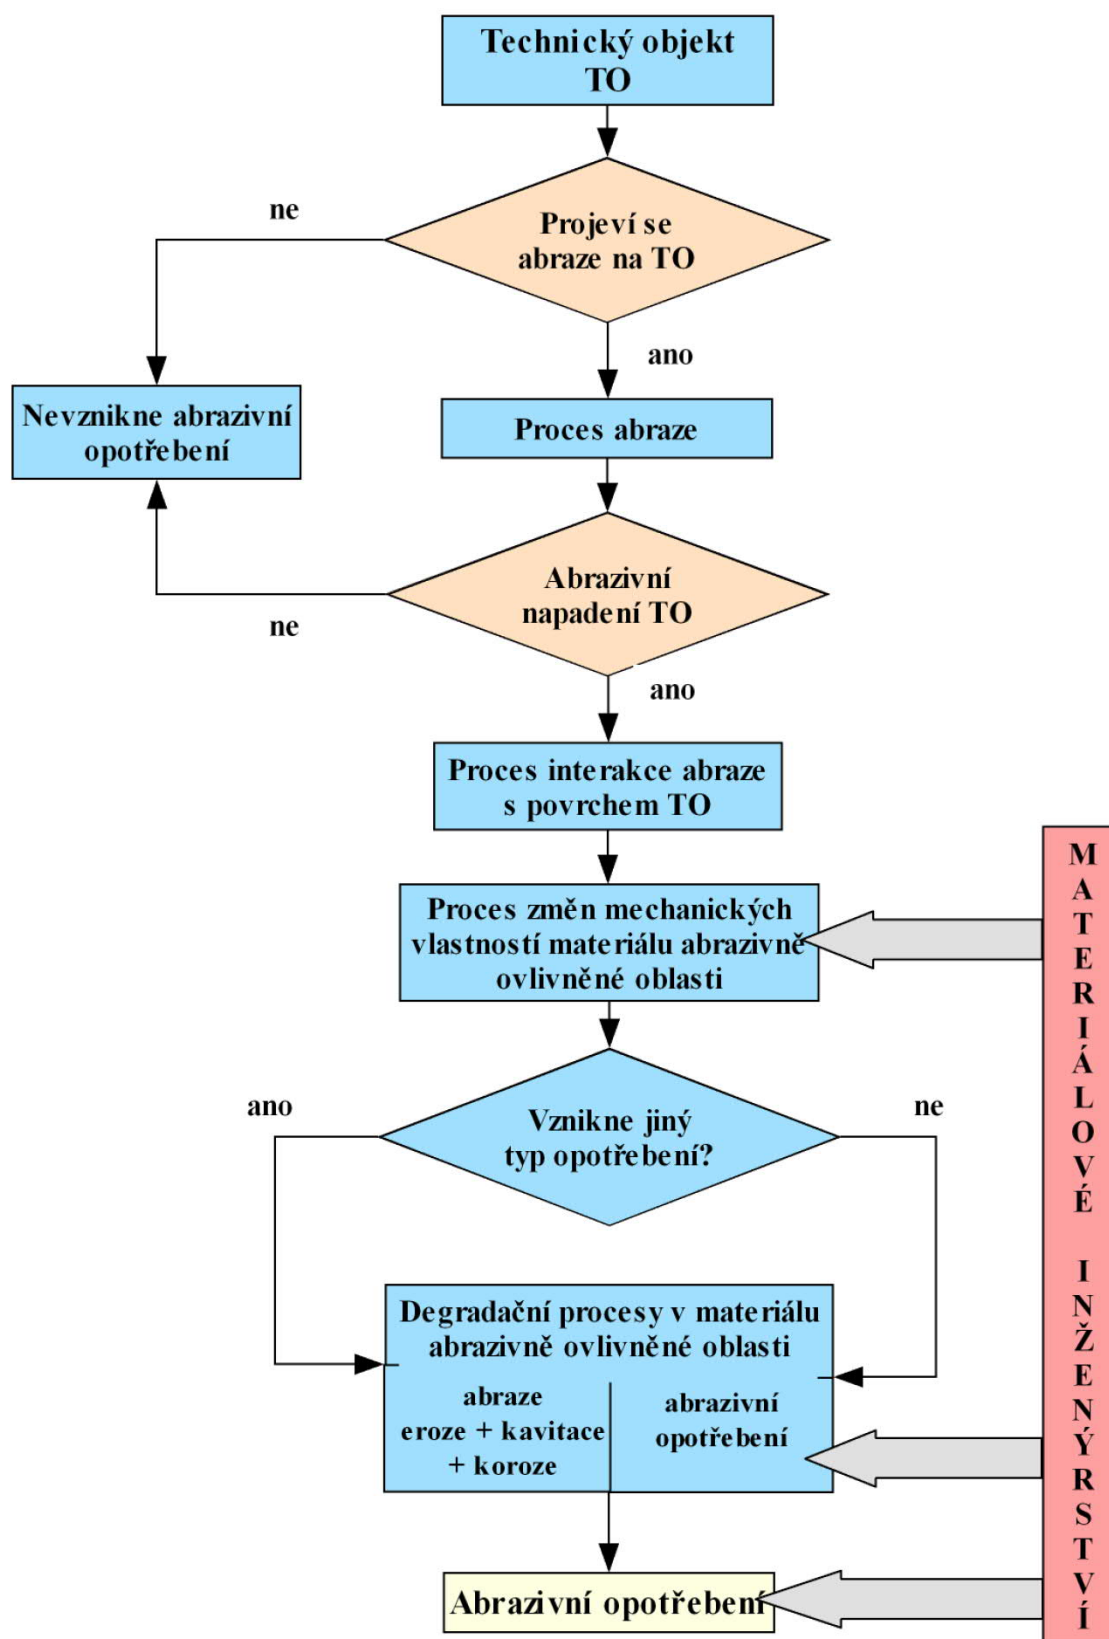 Technický objekt
TO
ne
Projeví se
abraze na TO
ano
Nevznikne abrazivní
opotřebení
Proces abraze
Abrazivní
napadení TO
ne
ano
Proces interakce abraze
s povrchem TO
Proces změn mechanických
vlastností materiálu abrazivně
ovlivněné oblasti
ano
Vznikne jiný
typ opotřebení?
ne
Degradační procesy v materiálu
abrazivně ovlivněné oblasti
abraze
eroze + kavitace
+ koroze
abrazivní
opotřebení
Abrazivní opotřebení
MATERIÁLOVÉ INŽENÝRSTVÍ